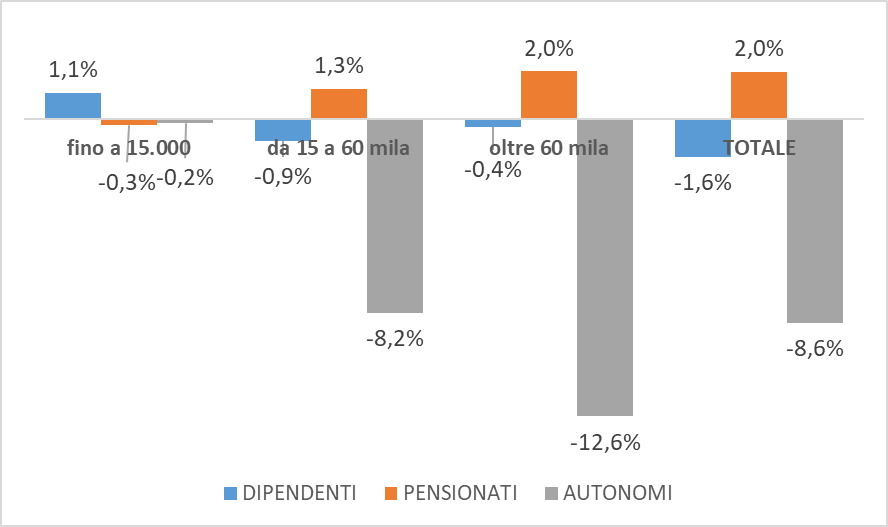 1,1% 1,3% 2,0% 2,0%
fino a 15.000 da 15 a 60 mila oltre 60 mila TOTALE
-0,3% -0,2% -0,9% -0,4% -1,6%
-8,2% -8,6%
-12,6%
DIPENDENTI PENSIONATI AUTONOMI